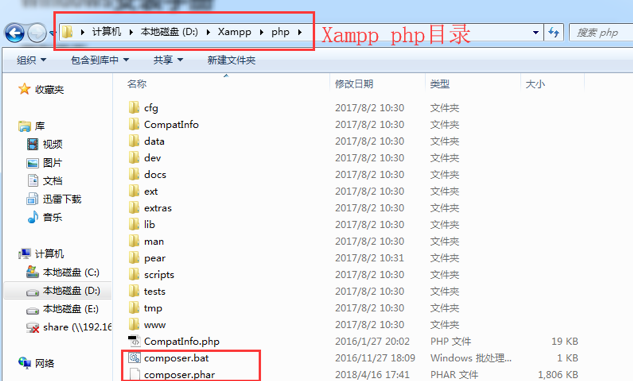 计算机 ▸ 本地磁盘 (D:) ▸ Xampp ▸ php ▸
Xampp php目录
搜索 php
组织 包含到库中 共享 新建文件夹
名称 修改日期 类型 大小
收藏夹
库
视频
图片
文档
迅雷下载
音乐
计算机
本地磁盘 (C:)
本地磁盘 (D:)
本地磁盘 (E:)
share (\\192.16
网络
cfg 2017/8/2 10:30 文件夹
CompatInfo 2017/8/2 10:30 文件夹
data 2017/8/2 10:30 文件夹
dev 2017/8/2 10:30 文件夹
docs 2017/8/2 10:30 文件夹
ext 2017/8/2 10:30 文件夹
extras 2017/8/2 10:30 文件夹
lib 2017/8/2 10:30 文件夹
man 2017/8/2 10:30 文件夹
pear 2017/8/2 10:31 文件夹
scripts 2017/8/2 10:30 文件夹
tests 2017/8/2 10:30 文件夹
tmp 2017/8/2 10:30 文件夹
www 2017/8/2 10:30 文件夹
CompatInfo.php 2016/1/27 20:02 PHP 文件 19 KB
composer.bat 2016/11/27 18:09 Windows 批处理... 1 KB
composer.phar 2018/4/16 17:41 PHAR 文件 1,806 KB